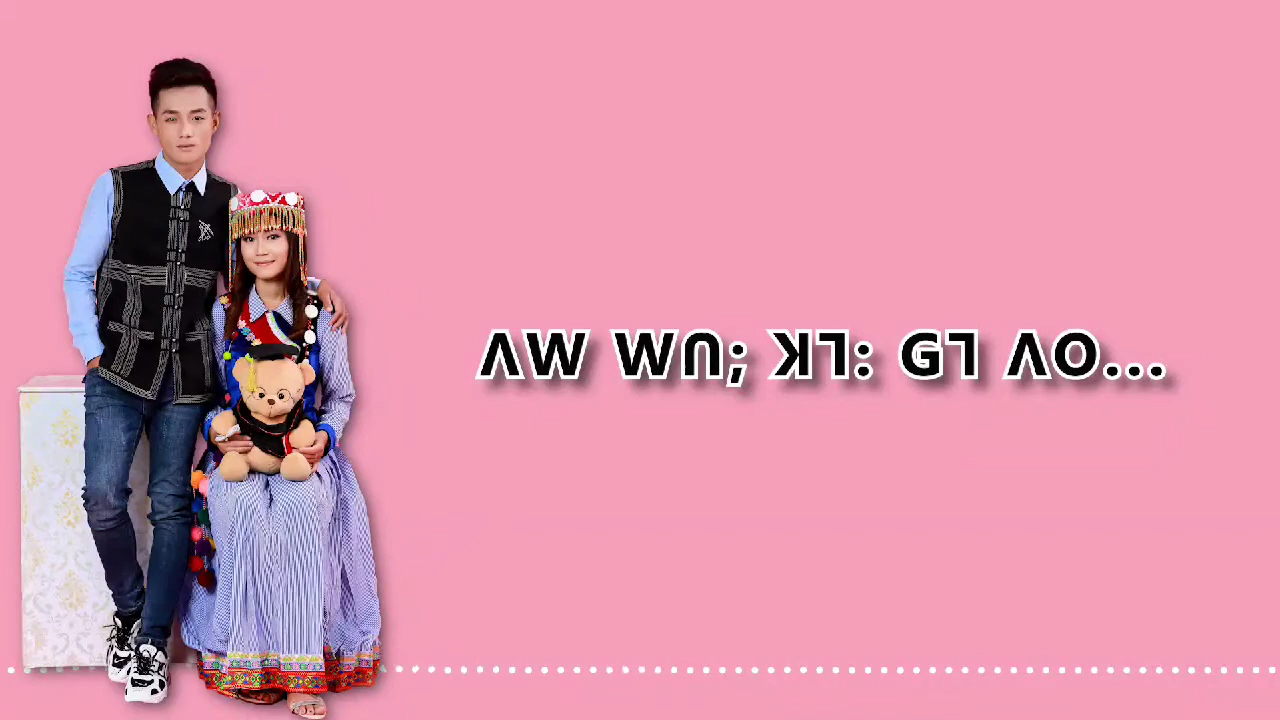 ꓥꓪ ꓪꓵꓼ ꓘꓶꓽ ꓖꓶ ꓥꓳ...